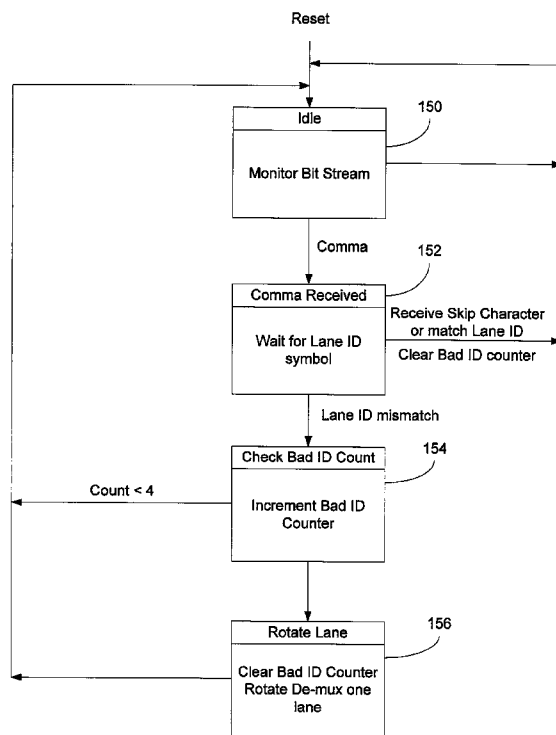 Reset
150
Idle
Monitor Bit Stream
Comma
152
Comma Received
Wait for Lane ID
symbol
Receive Skip Character
or match Lane ID
Clear Bad ID counter
Lane ID mismatch
154
Check Bad ID Count
Increment Bad ID
Counter
Count < 4
156
Rotate Lane
Clear Bad ID Counter
Rotate De-mux one
lane